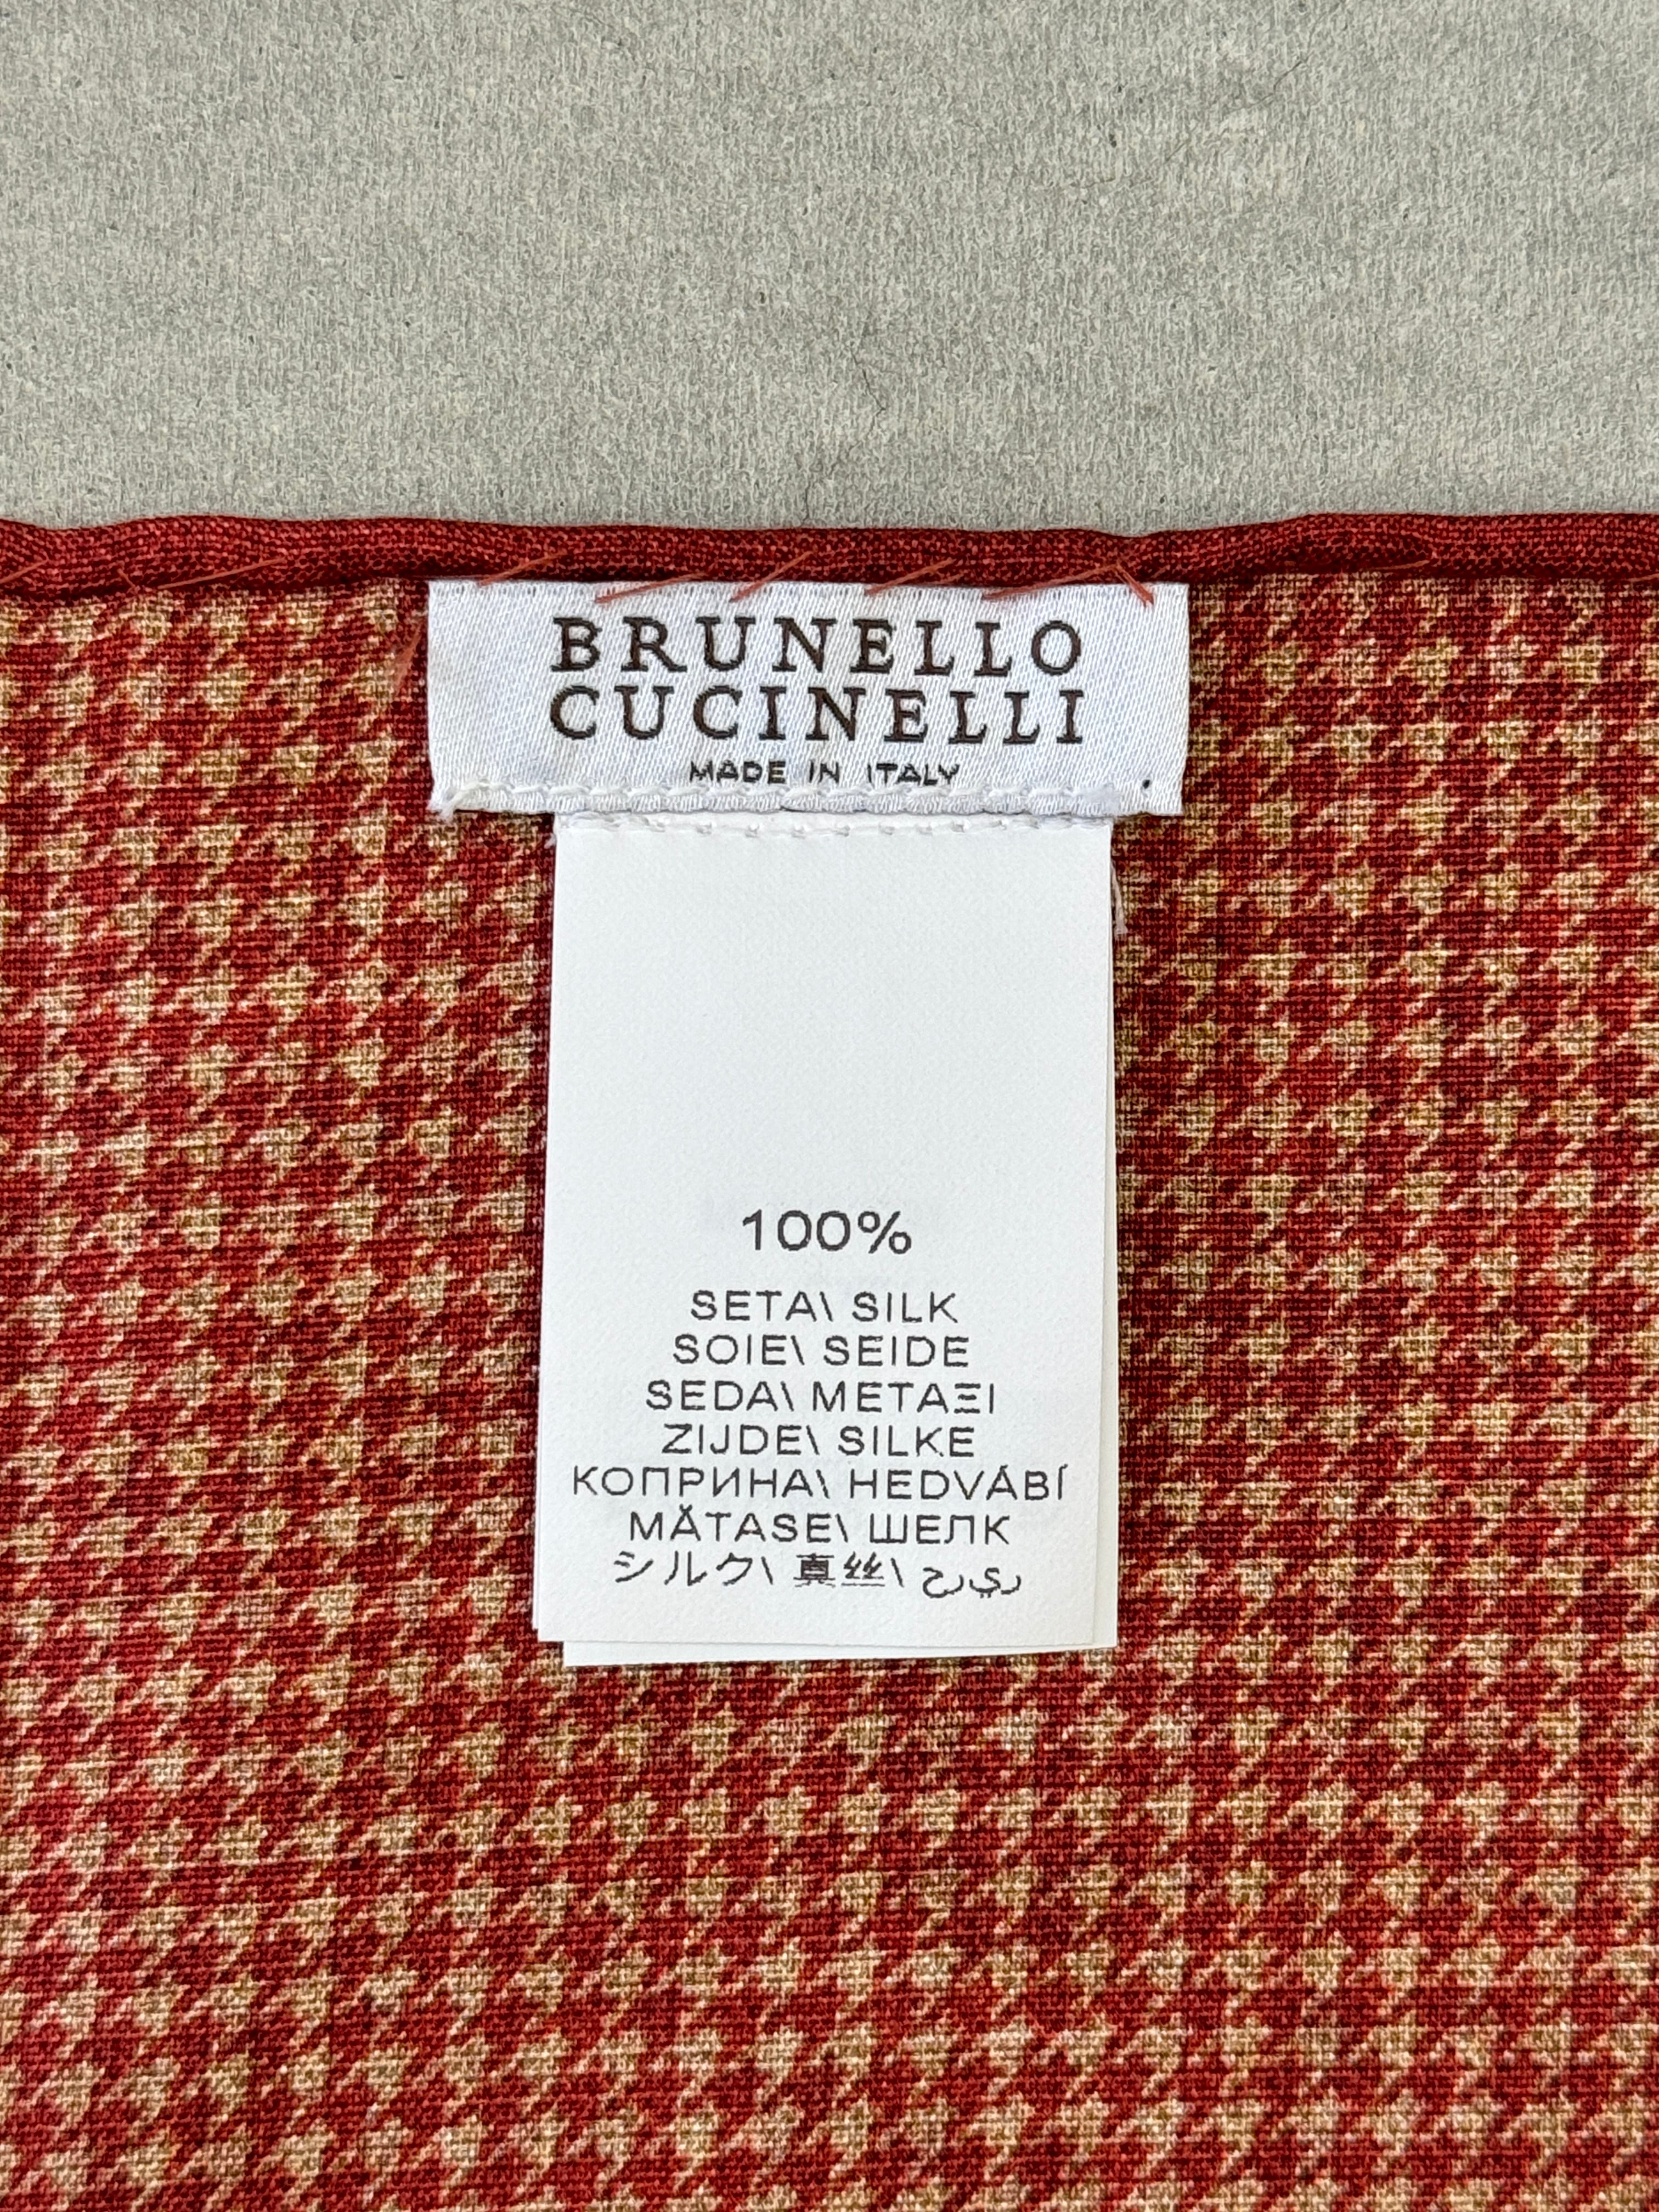 BRUNELLO
CUCINELLI
MADE IN ITALY
100%
SETA\ SILK
SOIE\ SEIDE
SEDA\ ΜΕΤΑΞΙ
ZIJDE\ SILKE
КОПРИНА\ HEDVÁBÍ
MĂTASE\ ШЕЛК
シルク\ 真丝\ ريرح